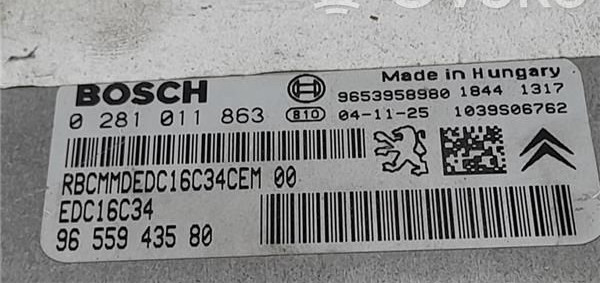 BOSCH
Made in Hungary
9653958980 1844 1317
0 281 011 863 810 04-11-25 1039S06762
RBCMMDEDC16C34CEM 00
EDC16C34
96 559 435 80